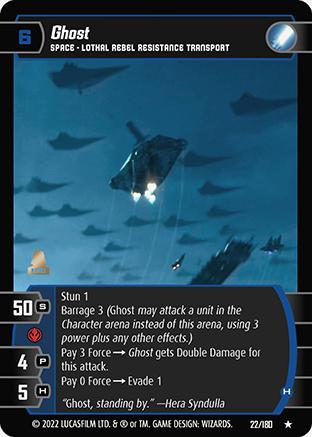 6
Ghost
SPACE - LOTHAL REBEL RESISTANCE TRANSPORT
50 S
4 P
5 H
Stun 1
Barrage 3 (Ghost may attack a unit in the
Character arena instead of this arena, using 3
power plus any other effects.)
Pay 3 Force → Ghost gets Double Damage for
this attack.
Pay 0 Force → Evade 1
“Ghost, standing by.” —Hera Syndulla
H
© 2022 LUCASFILM LTD. & ® or TM. GAME DESIGN: WIZARDS.
22/180 ★